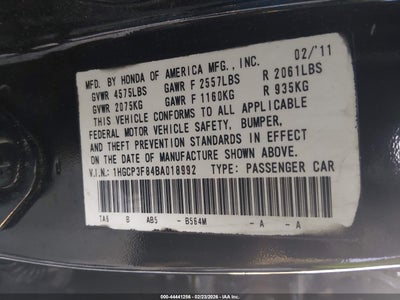 MFD. BY HONDA OF AMERICA MFG., INC. 02/'11
GVWR 4575LBS GAWR F 2557LBS R 2061LBS
GVWR 2075KG GAWR F 1160KG R 935KG
THIS VEHICLE CONFORMS TO ALL APPLICABLE
FEDERAL MOTOR VEHICLE SAFETY, BUMPER,
AND THEFT PREVENTION STANDARDS IN EFFECT
ON THE DATE OF MANUFACTURE SHOWN ABOVE.
V.I.N.: 1HGCP3F84BA018992 TYPE: PASSENGER CAR
TA6 B AB5 - B564M - A - A
000-44441256 - 02/23/2026 - IAA Inc.